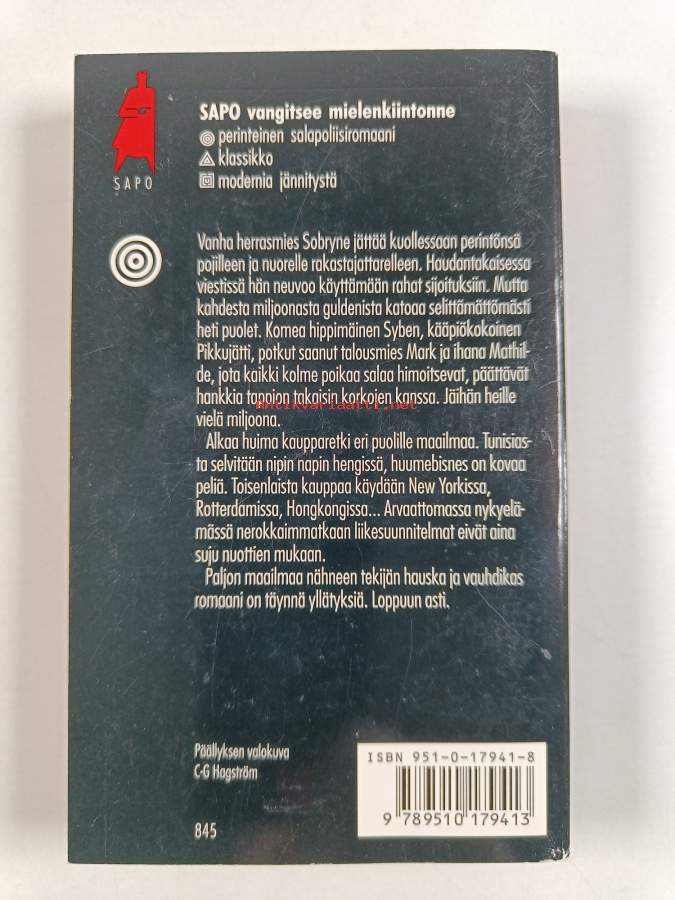 SAPO
SAPO vangitsee mielenkiintonne
perinteinen salapoliisiromaani
klassikko
modernia jännitystä
Vanha herrasmies Sobryne jättää kuollessaan perintönsä
pojilleen ja nuorelle rakastajattarelleen. Haudantakaisessa
viestissä hän neuvoo käyttämään rahat sijoituksiin. Mutta
kahdesta miljoonasta guldenista katoaa selittämättömästi
heti puolet. Komea hippimäinen Syben, kääpiökokoinen
Pikkujätti, potkut saanut talousmies Mark ja ihana Mathil-
de, jota kaikki kolme poikaa salaa himoitsevat, päättävät
hankkia tappion takaisin korkojen kanssa. Jäihän heille
antikvariaatti.net
vielä miljoona.
Alkaa huima kaupparetki eri puolille maailmaa. Tunisias-
ta selvitään nipin napin hengissä, huumebisnes on kovaa
peliä. Toisenlaista kauppaa käydään New Yorkissa,
Rotterdamissa, Hongkongissa... Arvaattomassa nykyelä-
mässä nerokkaimmatkaan liikesuunnitelmat eivät aina
suju nuottien mukaan.
Paljon maailmaa nähneen tekijän hauska ja vauhdikas
romaani on täynnä yllätyksiä. Loppuun asti.
Päällyksen valokuva
C-G Hagström
845
ISBN 951-0-17941-8
9 789510 179413